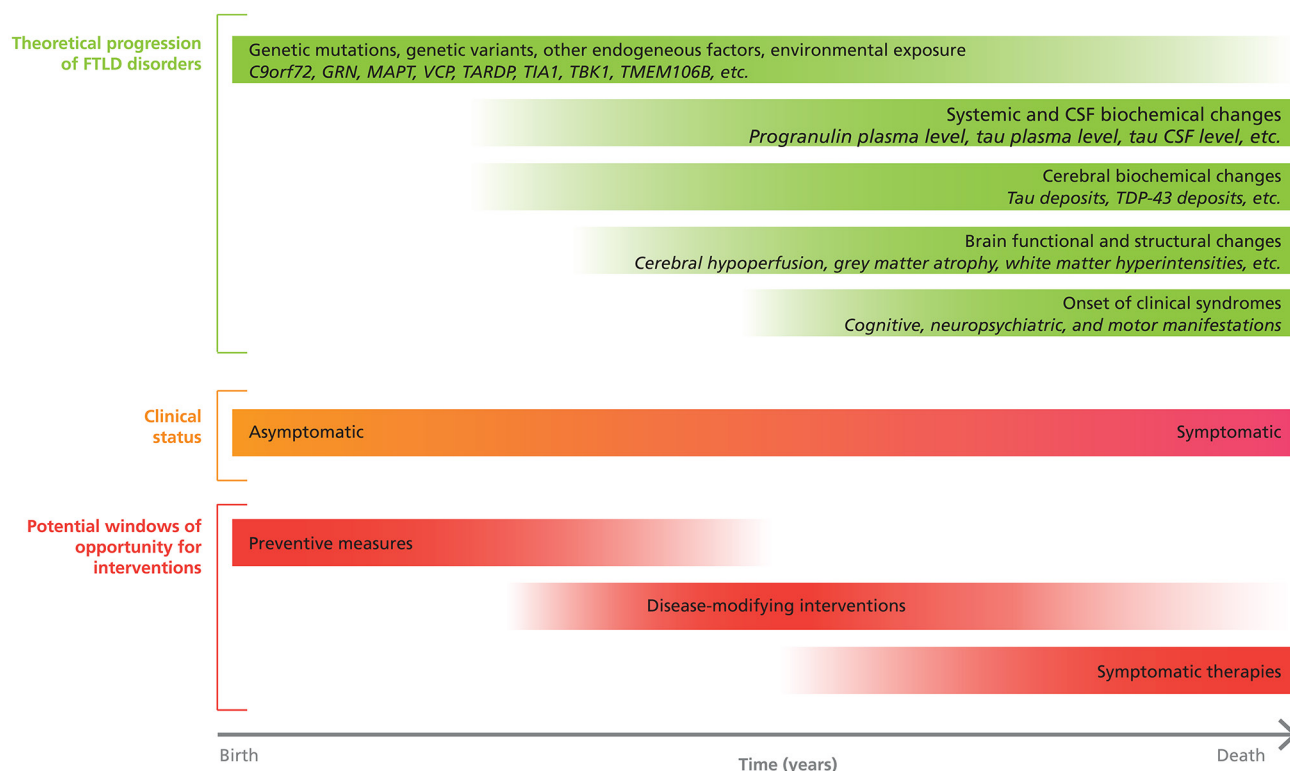 Theoretical progression
of FTLD disorders
Genetic mutations, genetic variants, other endogeneous factors, environmental exposure
C9orf72, GRN, MAPT, VCP, TARDP, TIA1, TBK1, TMEM106B, etc.
Systemic and CSF biochemical changes
Progranulin plasma level, tau plasma level, tau CSF level, etc.
Cerebral biochemical changes
Tau deposits, TDP-43 deposits, etc.
Brain functional and structural changes
Cerebral hypoperfusion, grey matter atrophy, white matter hyperintensities, etc.
Onset of clinical syndromes
Cognitive, neuropsychiatric, and motor manifestations
Clinical
status
Asymptomatic
Symptomatic
Potential windows of
opportunity for
interventions
Preventive measures
Disease-modifying interventions
Symptomatic therapies
Birth
Death
Time (years)